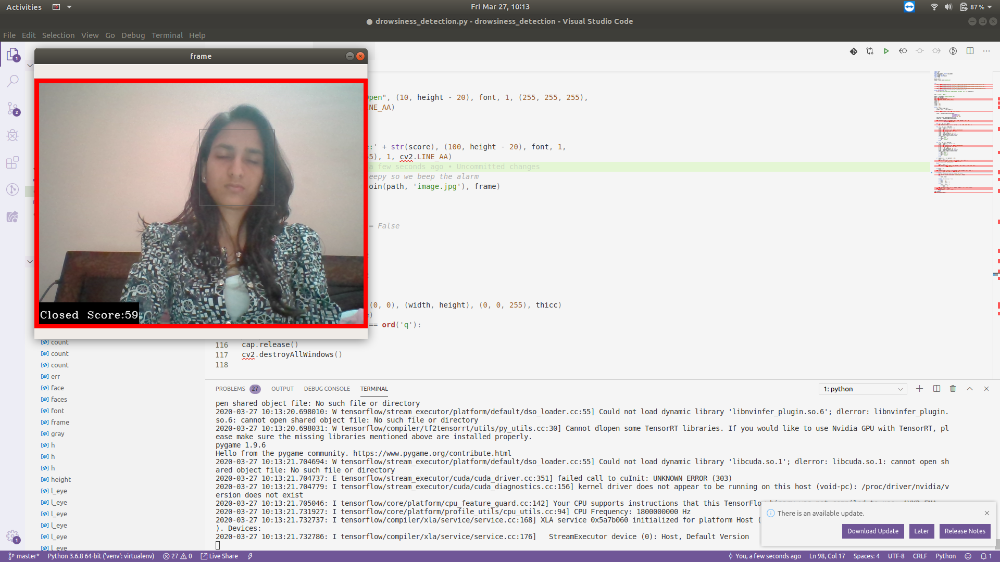 Activities
Fri Mar 27, 10:13
87 %
● drowsiness_detection.py - drowsiness_detection - Visual Studio Code
File Edit Selection View Go Debug Terminal Help
frame
1
2
Open", (10, height - 20), font, 1, (255, 255, 255),
INE_AA)
e:' + str(score), (100, height - 20), font, 1,
55), 1, cv2.LINE_AA)
a few seconds ago • Uncommitted changes
leepy so we beep the alarm
oin(path, 'image.jpg'), frame)
= False
(0, 0), (width, height), (0, 0, 255), thicc)
e)
== ord('q'):
Closed Score:59
116 cap.release()
117 cv2.destroyAllWindows()
118
count
count
count
err
face
faces
font
frame
gray
h
h
h
height
l_eye
l_eye
l_eye
l_eye
l_eye
l_eye
1
PROBLEMS 27 OUTPUT DEBUG CONSOLE TERMINAL
1: python
pen shared object file: No such file or directory
2020-03-27 10:13:20.698010: W tensorflow/stream_executor/platform/default/dso_loader.cc:55] Could not load dynamic library 'libnvinfer_plugin.so.6'; dlerror: libnvinfer_plugin.
so.6: cannot open shared object file: No such file or directory
2020-03-27 10:13:20.698031: W tensorflow/compiler/tf2tensorrt/utils/py_utils.cc:30] Cannot dlopen some TensorRT libraries. If you would like to use Nvidia GPU with TensorRT, pl
ease make sure the missing libraries mentioned above are installed properly.
pygame 1.9.6
Hello from the pygame community. https://www.pygame.org/contribute.html
2020-03-27 10:13:21.704694: W tensorflow/stream_executor/platform/default/dso_loader.cc:55] Could not load dynamic library 'libcuda.so.1'; dlerror: libcuda.so.1: cannot open sh
ared object file: No such file or directory
2020-03-27 10:13:21.704737: E tensorflow/stream_executor/cuda/cuda_driver.cc:351] failed call to cuInit: UNKNOWN ERROR (303)
2020-03-27 10:13:21.704779: I tensorflow/stream_executor/cuda/cuda_diagnostics.cc:156] kernel driver does not appear to be running on this host (void-pc): /proc/driver/nvidia/v
ersion does not exist
2020-03-27 10:13:21.705046: I tensorflow/core/platform/cpu_feature_guard.cc:142] Your CPU supports instructions that this TensorFlow
2020-03-27 10:13:21.731927: I tensorflow/core/platform/profile_utils/cpu_utils.cc:94] CPU Frequency: 1800000000 Hz
2020-03-27 10:13:21.732737: I tensorflow/compiler/xla/service/service.cc:168] XLA service 0x5a7b060 initialized for platform Host (
). Devices:
2020-03-27 10:13:21.732786: I tensorflow/compiler/xla/service/service.cc:176] StreamExecutor device (0): Host, Default Version
There is an available update.
Download Update Later Release Notes
master* Python 3.6.8 64-bit ('venv': virtualenv) 27 0 Live Share You, a few seconds ago Ln 98, Col 17 Spaces: 4 UTF-8 CRLF Python 1